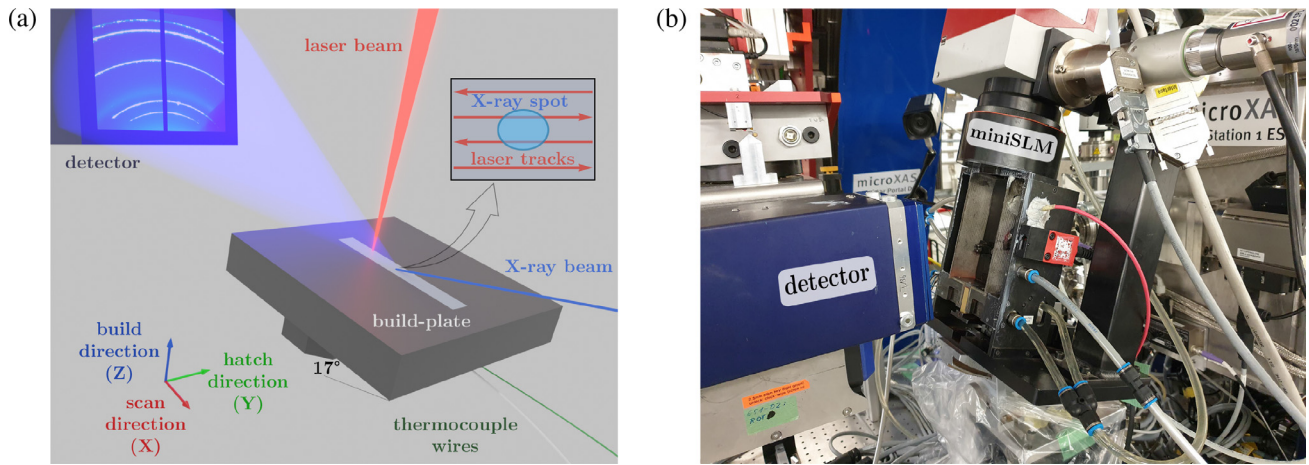 (a)
laser beam
X-ray spot
laser tracks
detector
X-ray beam
build-plate
17°
build
direction
(Z)
hatch
direction
(Y)
scan
direction
(X)
thermocouple
wires
(b)
miniSLM
microXAS
microXA
Station 1 ES
detector